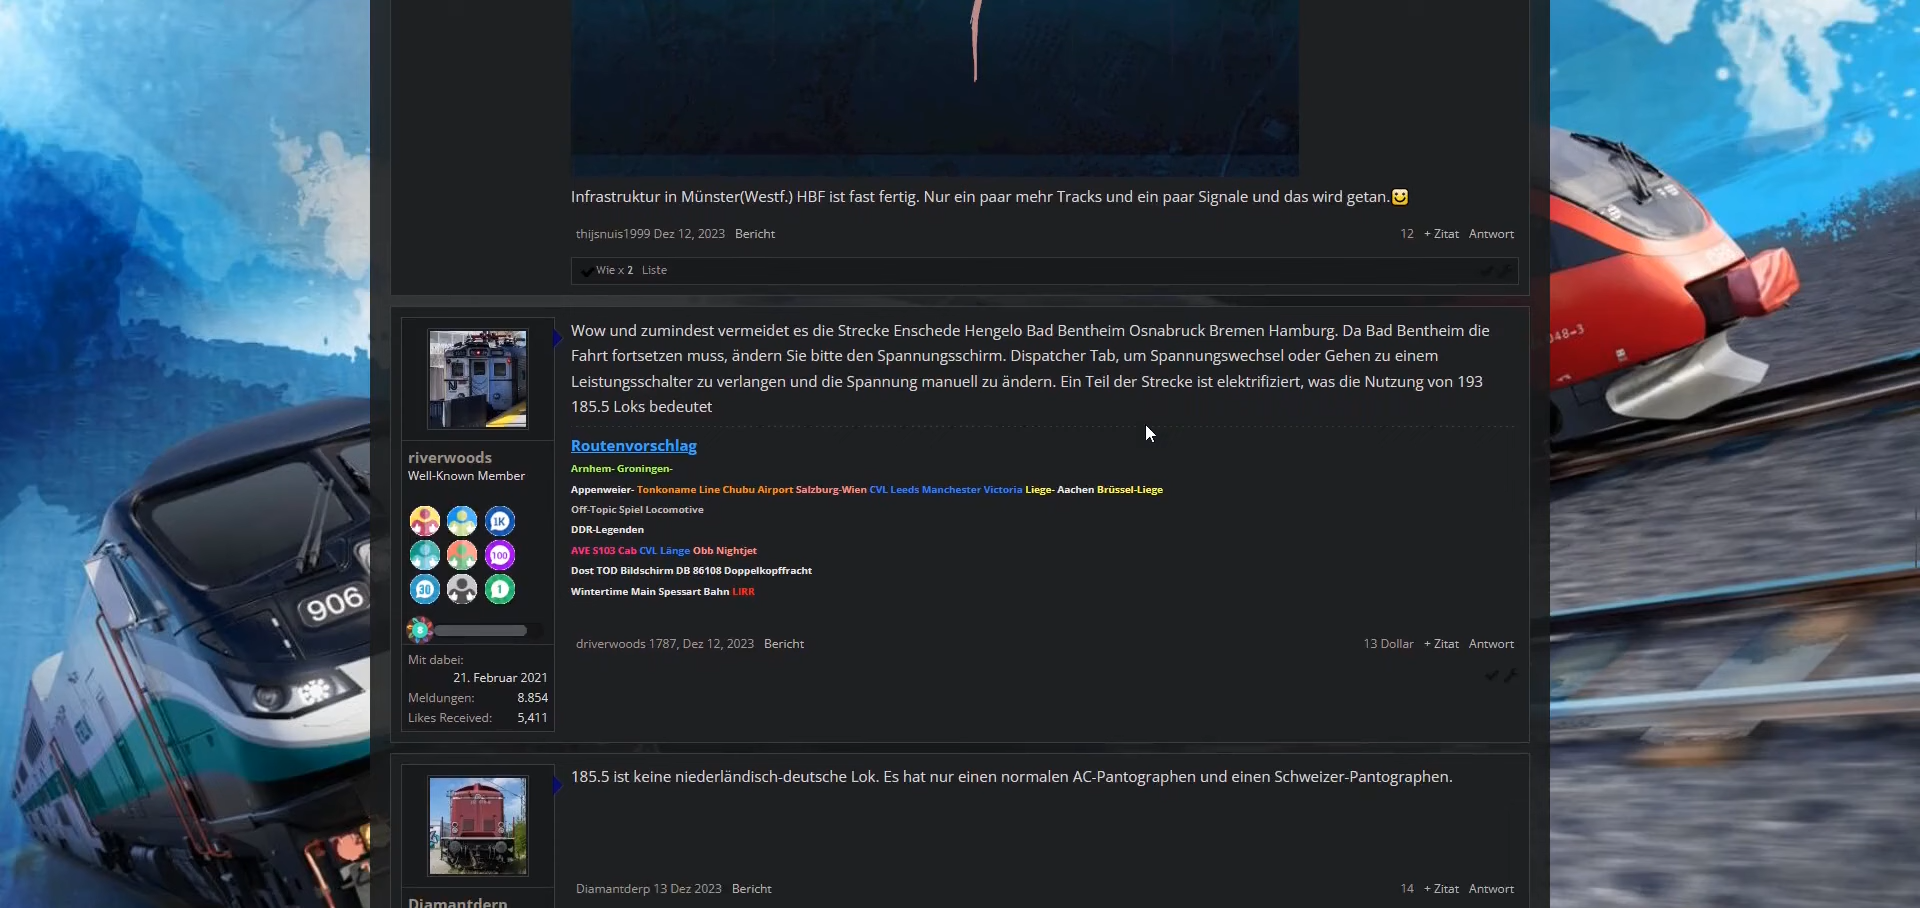 Infrastruktur in Münster(Westf.) HBF ist fast fertig. Nur ein paar mehr Tracks und ein paar Signale und das wird getan.
thijsnuis1999 Dez 12, 2023 Bericht 12 + Zitat Antwort
Wie x 2 Liste
Wow und zumindest vermeidet es die Strecke Enschede Hengelo Bad Bentheim Osnabruck Bremen Hamburg. Da Bad Bentheim die
Fahrt fortsetzen muss, ändern Sie bitte den Spannungsschirm. Dispatcher Tab, um Spannungswechsel oder Gehen zu einem
Leistungsschalter zu verlangen und die Spannung manuell zu ändern. Ein Teil der Strecke ist elektrifiziert, was die Nutzung von 193
185.5 Loks bedeutet
Routenvorschlag
Arnhem- Groningen-
Appenweier- Tonkoname Line Chubu Airport Salzburg-Wien CVL Leeds Manchester Victoria Liege- Aachen Brüssel-Liege
Off-Topic Spiel Locomotive
DDR-Legenden
AVE S103 Cab CVL Länge Obb Nightjet
Dost TOD Bildschirm DB 86108 Doppelkopffracht
Wintertime Main Spessart Bahn LIRR
riverwoods
Well-Known Member
1K
100
30 1
8
Mit dabei:
21. Februar 2021
Meldungen: 8.854
Likes Received: 5,411
driverwoods 1787, Dez 12, 2023 Bericht 13 Dollar + Zitat Antwort
185.5 ist keine niederländisch-deutsche Lok. Es hat nur einen normalen AC-Pantographen und einen Schweizer-Pantographen.
Diamantderp 13 Dez 2023 Bericht 14 + Zitat Antwort
Diamantderp
906
048-3